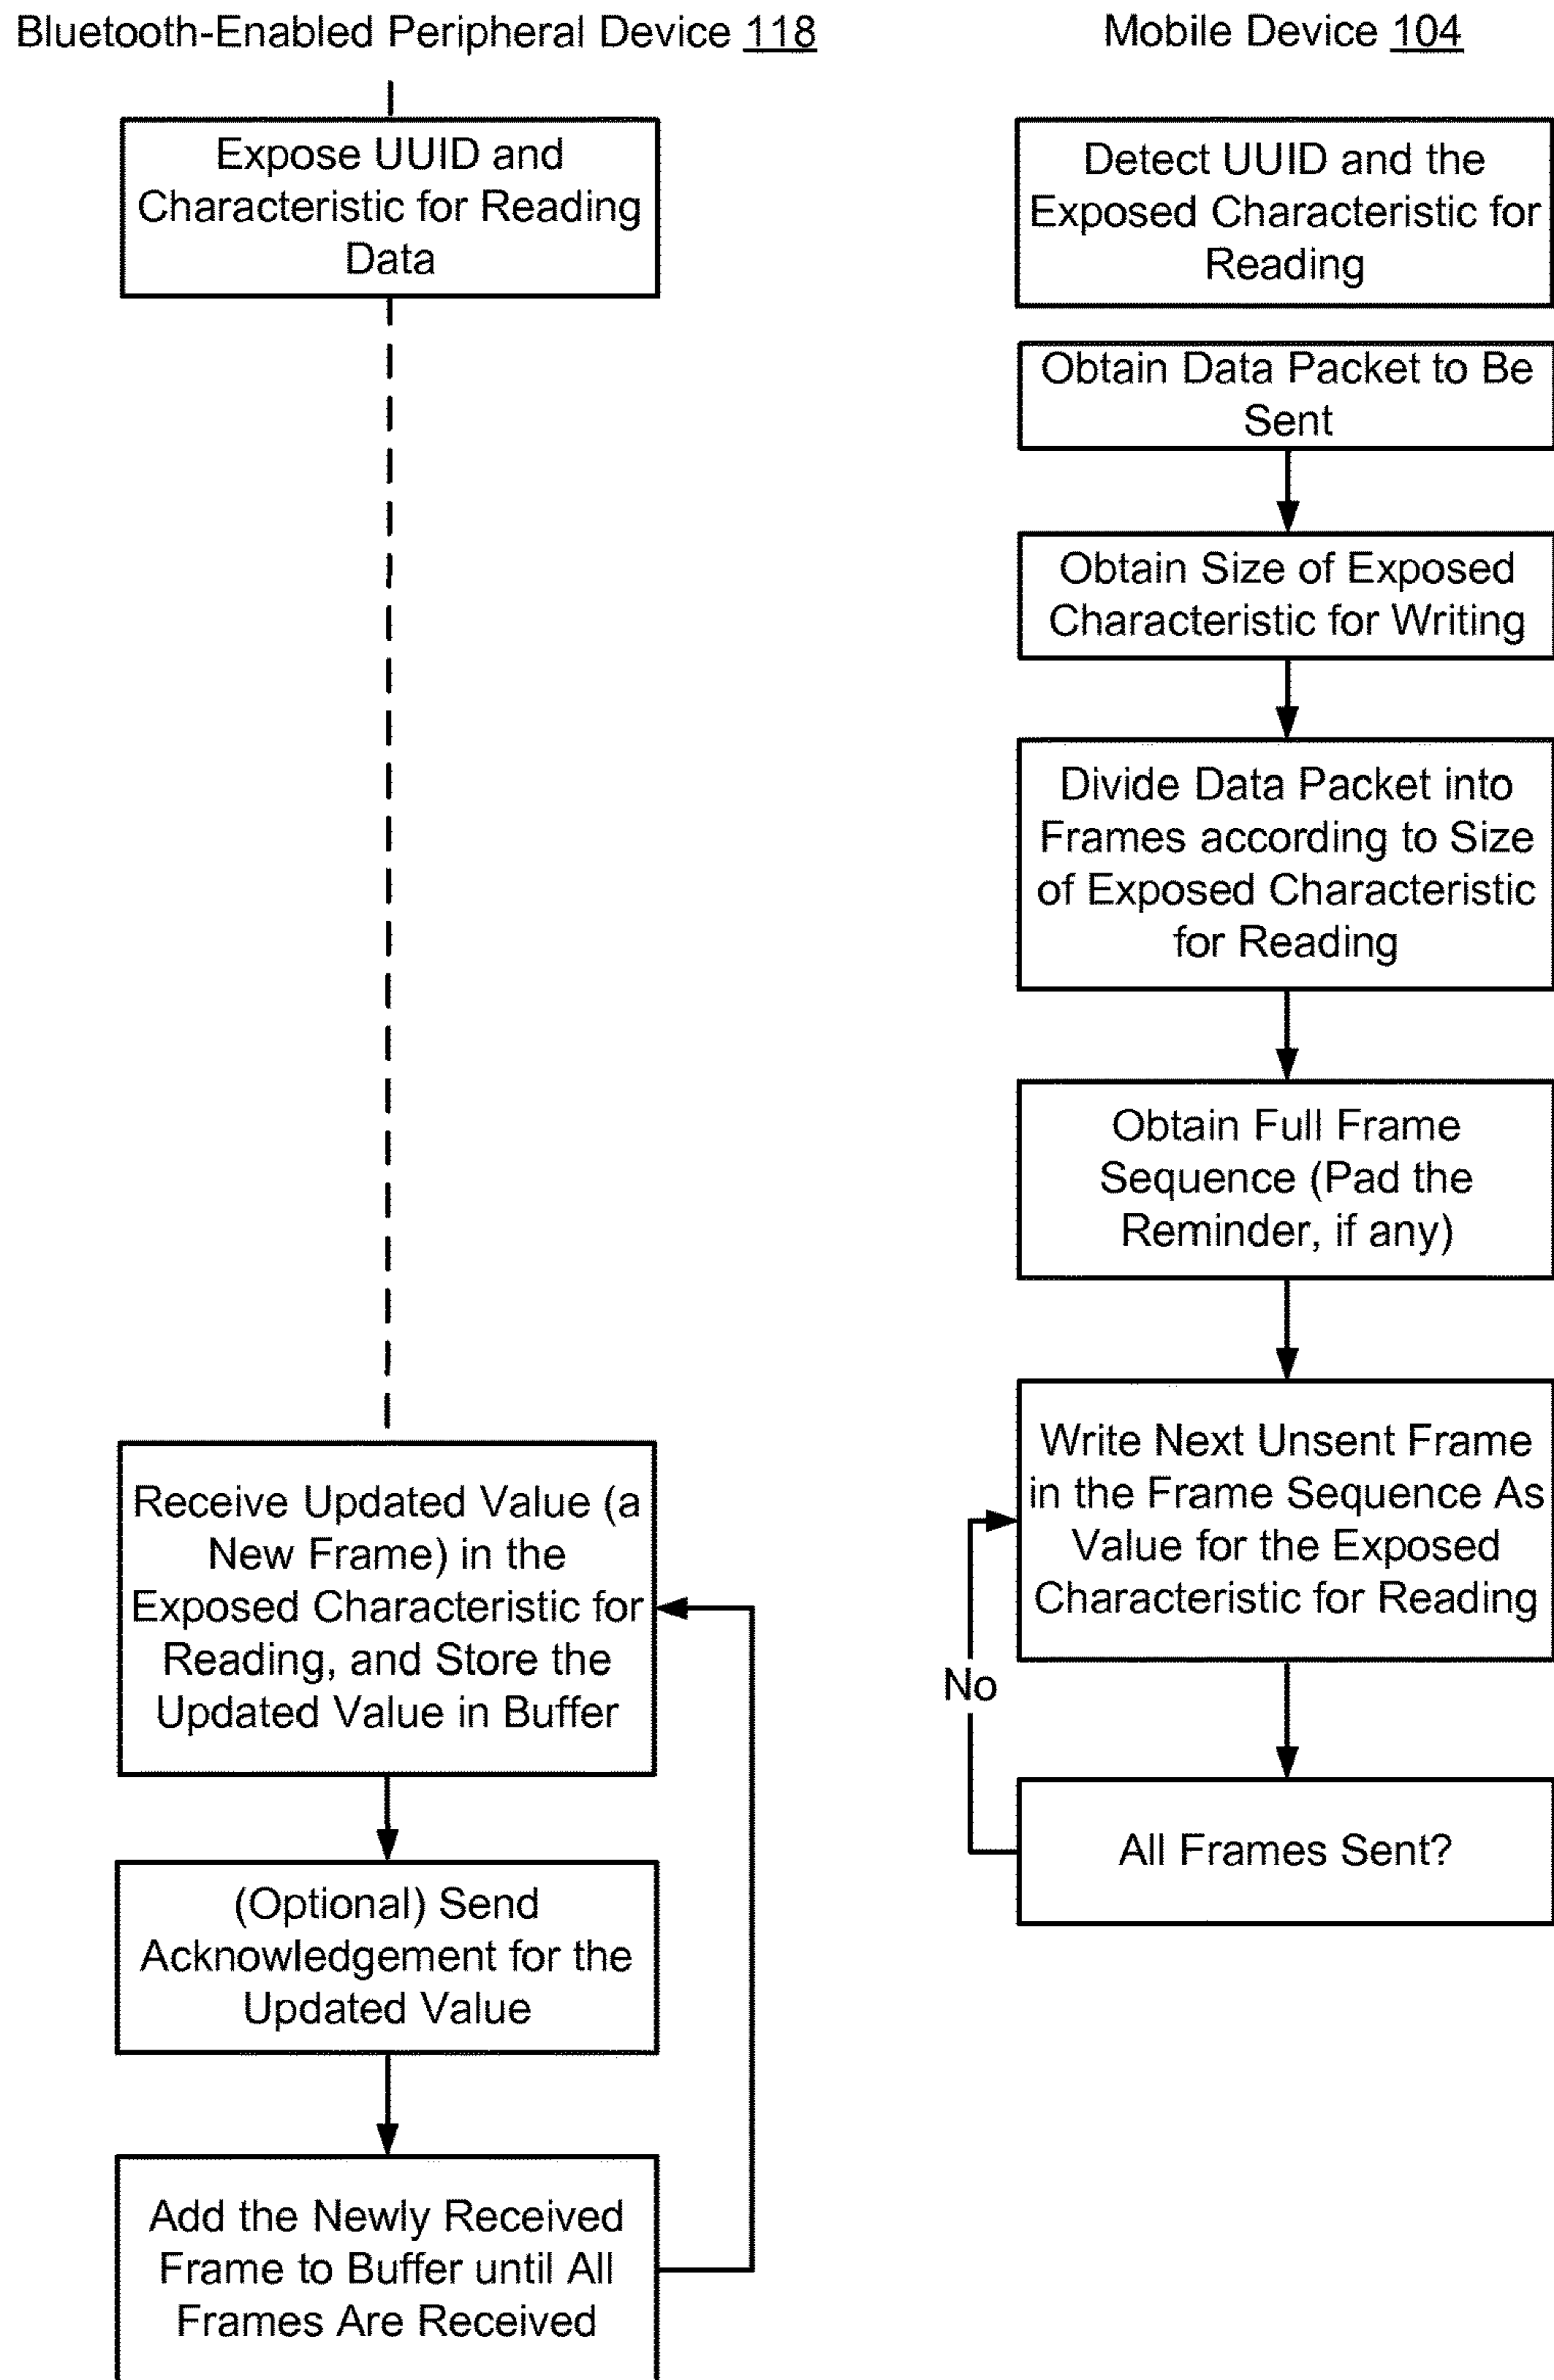 Bluetooth-Enabled Peripheral Device 118
Expose UUID and
Characteristic for Reading
Data
Receive Updated Value (a
New Frame) in the
Exposed Characteristic for
Reading, and Store the
Updated Value in Buffer
(Optional) Send
Acknowledgement for the
Updated Value
Add the Newly Received
Frame to Buffer until All
Frames Are Received
Mobile Device 104
Detect UUID and the
Exposed Characteristic for
Reading
Obtain Data Packet to Be
Sent
Obtain Size of Exposed
Characteristic for Writing
Divide Data Packet into
Frames according to Size
of Exposed Characteristic
for Reading
Obtain Full Frame
Sequence (Pad the
Reminder, if any)
Write Next Unsent Frame
in the Frame Sequence As
Value for the Exposed
Characteristic for Reading
No
All Frames Sent?